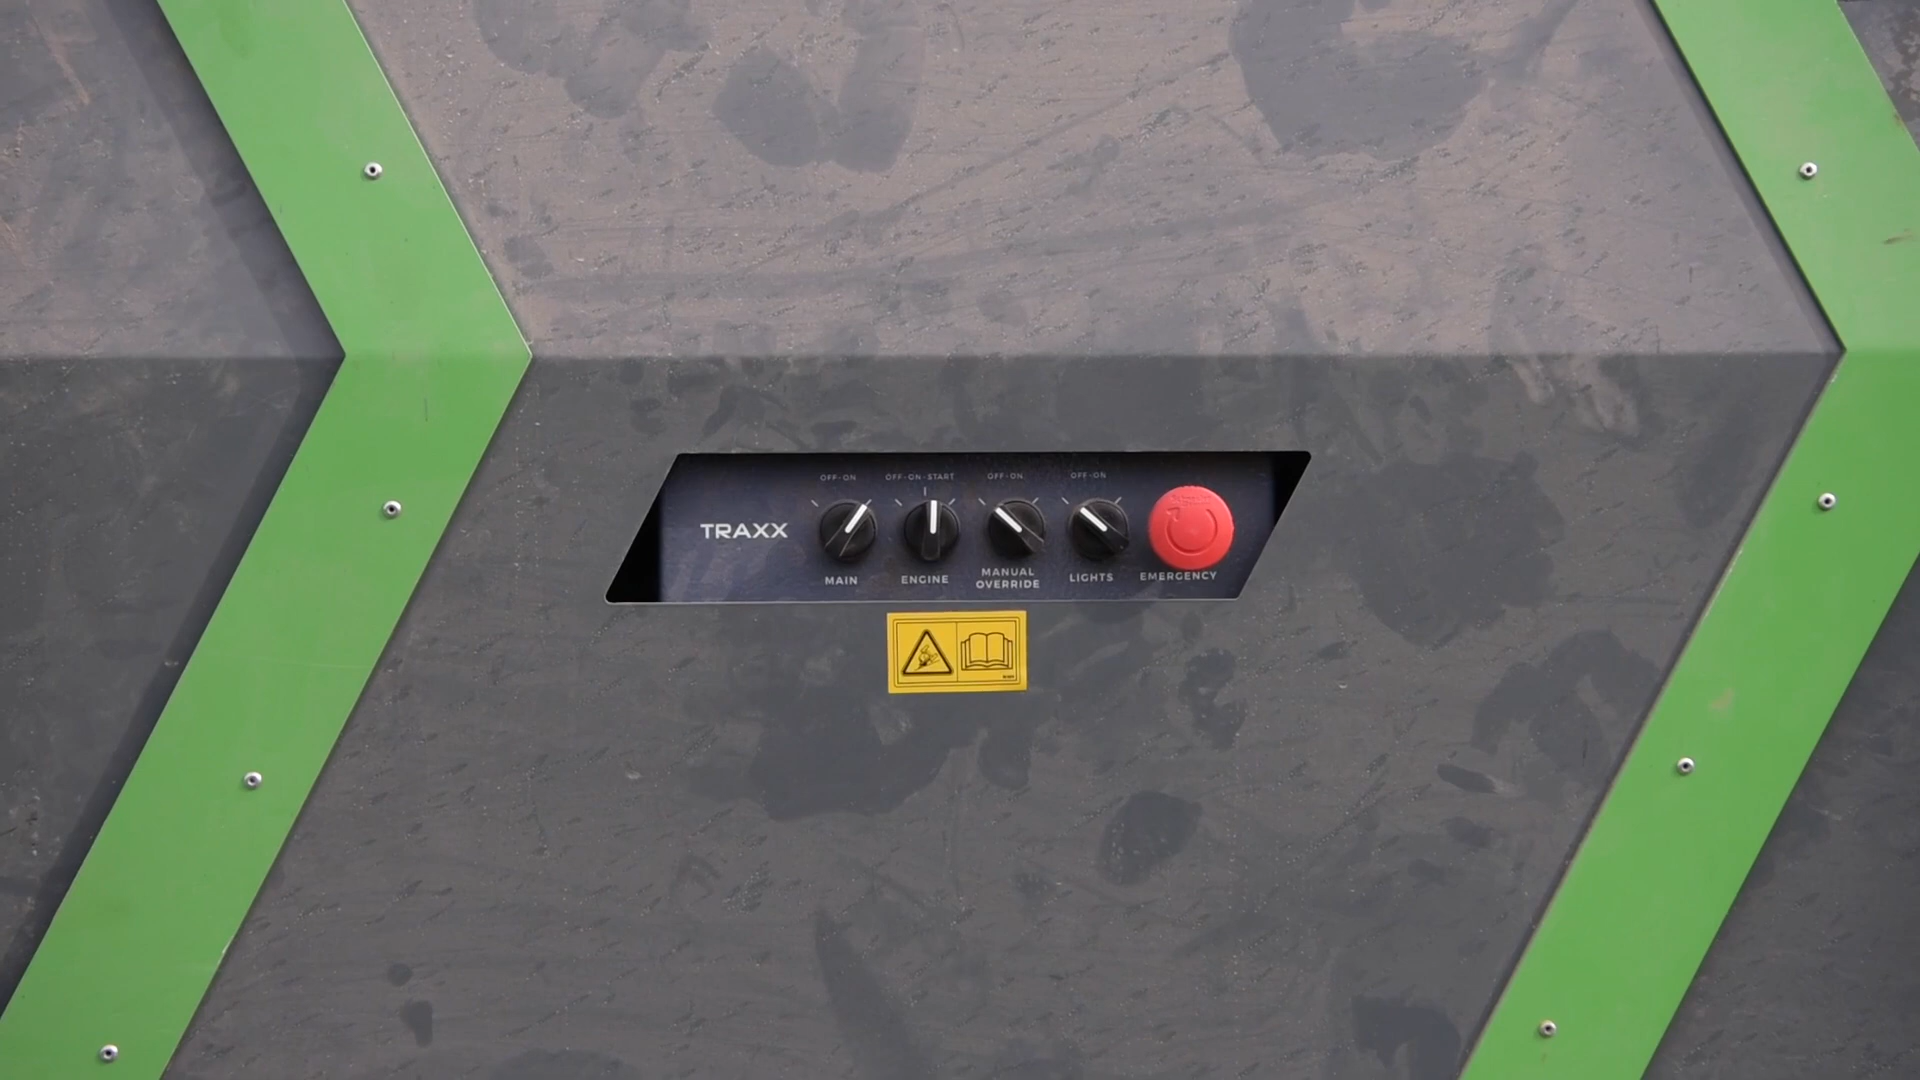 OFF-ON
OFF-ON-START
OFF-ON
OFF-ON
TRAXX
MAIN
ENGINE
MANUAL
OVERRIDE
LIGHTS
EMERGENCY